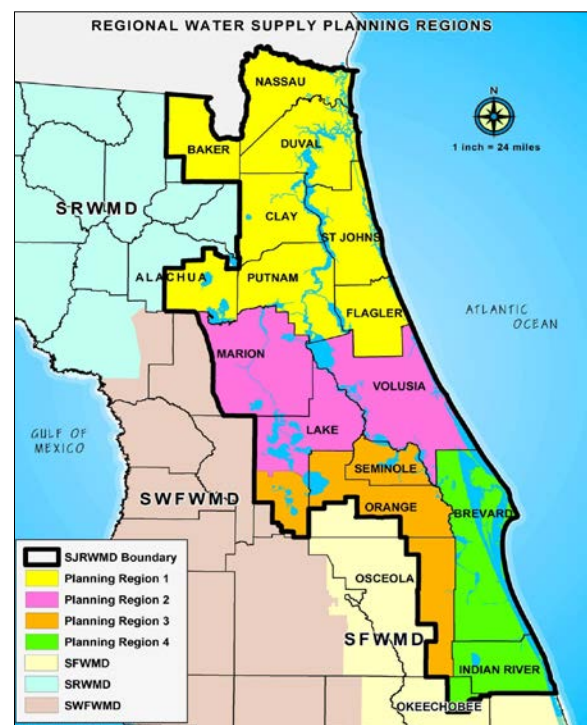 REGIONAL WATER SUPPLY PLANNING REGIONS
NASSAU
N
1 inch = 24 miles
DUVAL
BAKER
SRWMD
CLAY
ST JOHNS
ALACHUA
PUTNAM
FLAGLER
ATLANTIC
OCEAN
MARION
VOLUSIA
LAKE
GULF OF
MEXICO
SEMINOLE
SWFWMD
ORANGE
BREVARD
OSCEOLA
SFWMD
INDIAN RIVER
OKEECHOBEE
SJRWMD Boundary
Planning Region 1
Planning Region 2
Planning Region 3
Planning Region 4
SFWMD
SRWMD
SWFWMD